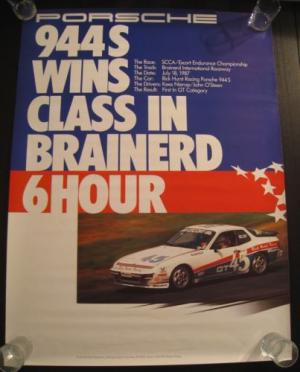 PORSCHE
944S
WINS
CLASS IN
BRAINERD
6 HOUR
The Race: SCCA/Escort Endurance Championship
The Track: Brainerd International Raceway
The Date: July 18, 1987
The Car: Rick Hunt Racing Porsche 944S
The Drivers: Kees Nierop/John O'Steen
The Result: First in GT Category
GT 45
45